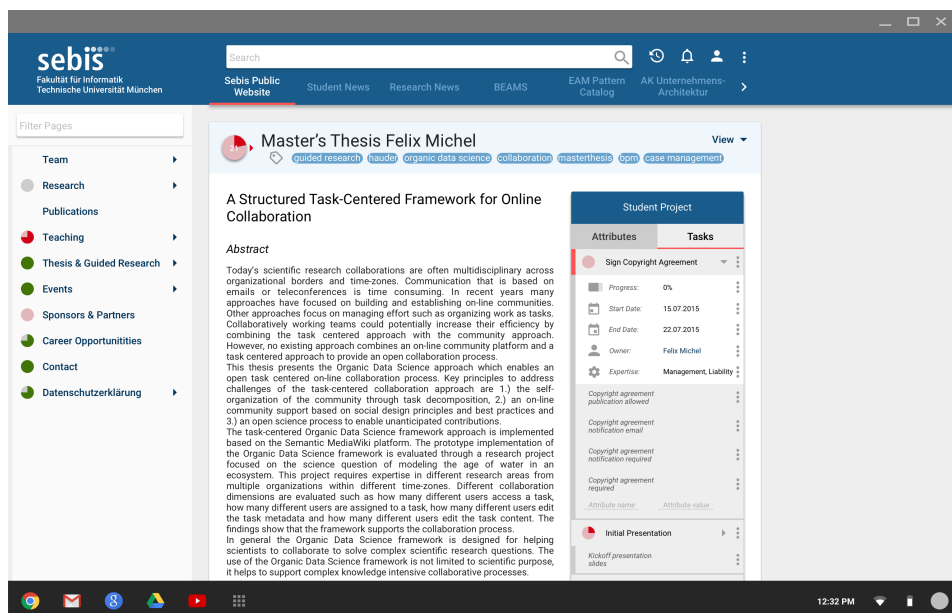 sebis
Fakultät für Informatik
Technische Universität München
Search
Sebis Public
Website
Student News
Research News
BEAMS
EAM Pattern
Catalog
AK Unternehmens-
Architektur
Filter Pages
Team
Research
Publications
Teaching
Thesis & Guided Research
Events
Sponsors & Partners
Career Opportunitities
Contact
Datenschutzerklärung
21
Master's Thesis Felix Michel
View
guided research hauder organic data science collaboration masterthesis bpm case management
A Structured Task-Centered Framework for Online
Collaboration
Abstract
Today's scientific research collaborations are often multidisciplinary across
organizational borders and time-zones. Communication that is based on
emails or teleconferences is time consuming. In recent years many
approaches have focused on building and establishing on-line communities.
Other approaches focus on managing effort such as organizing work as tasks.
Collaboratively working teams could potentially increase their efficiency by
combining the task centered approach with the community approach.
However, no existing approach combines an on-line community platform and a
task centered approach to provide an open collaboration process.
This thesis presents the Organic Data Science approach which enables an
open task centered on-line collaboration process. Key principles to address
challenges of the task-centered collaboration approach are 1.) the self-
organization of the community through task decomposition, 2.) an on-line
community support based on social design principles and best practices and
3.) an open science process to enable unanticipated contributions.
The task-centered Organic Data Science framework approach is implemented
based on the Semantic MediaWiki platform. The prototype implementation of
the Organic Data Science framework is evaluated through a research project
focused on the science question of modeling the age of water in an
ecosystem. This project requires expertise in different research areas from
multiple organizations within different time-zones. Different collaboration
dimensions are evaluated such as how many different users access a task,
how many different users are assigned to a task, how many different users edit
the task metadata and how many different users edit the task content. The
findings show that the framework supports the collaboration process.
In general the Organic Data Science framework is designed for helping
scientists to collaborate to solve complex scientific research questions. The
use of the Organic Data Science framework is not limited to scientific purpose,
it helps to support complex knowledge intensive collaborative processes.
Student Project
Attributes
Tasks
Sign Copyright Agreement
Progress: 0%
Start Date: 15.07.2015
End Date: 22.07.2015
Owner: Felix Michel
Expertise: Management, Liability
Copyright agreement
publication allowed
Copyright agreement
notification email
Copyright agreement
notification required
Copyright agreement
required
Attribute name Attribute value
Initial Presentation
Kickoff presentation
slides
8
12:32 PM